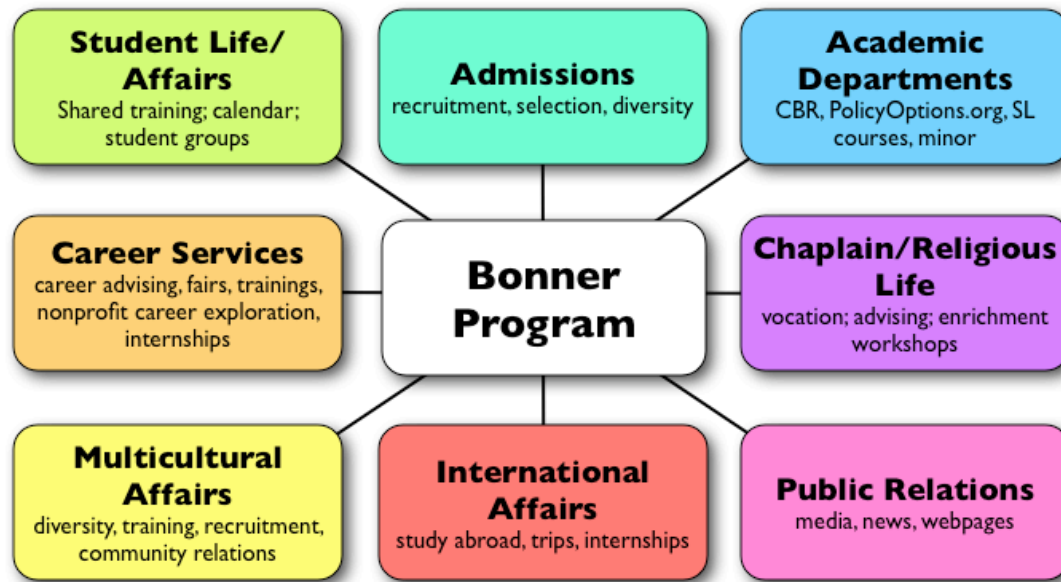 Student Life/
Affairs
Shared training; calendar;
student groups
Admissions
recruitment, selection, diversity
Academic
Departments
CBR, PolicyOptions.org, SL
courses, minor
Career Services
career advising, fairs, trainings,
nonprofit career exploration,
internships
Bonner
Program
Chaplain/Religious
Life
vocation; advising; enrichment
workshops
Multicultural
Affairs
diversity, training, recruitment,
community relations
International
Affairs
study abroad, trips, internships
Public Relations
media, news, webpages